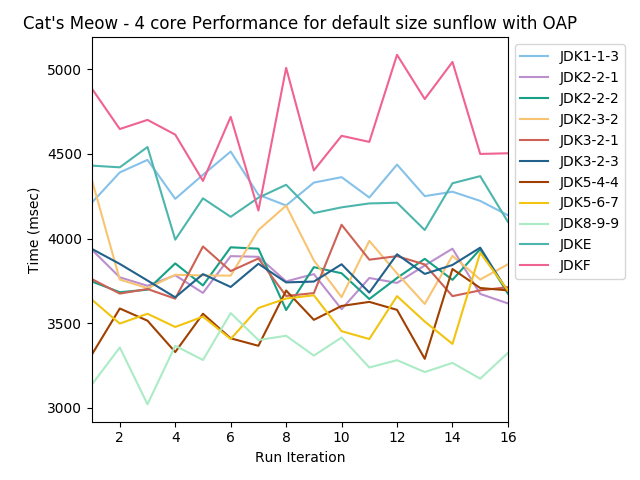 Cat's Meow - 4 core Performance for default size sunflow with OAP
Time (msec)
5000
4500
4000
3500
3000
2
4
6
8
10
12
14
16
Run Iteration
JDK1-1-3
JDK2-2-1
JDK2-2-2
JDK2-3-2
JDK3-2-1
JDK3-2-3
JDK5-4-4
JDK5-6-7
JDK8-9-9
JDKE
JDKF